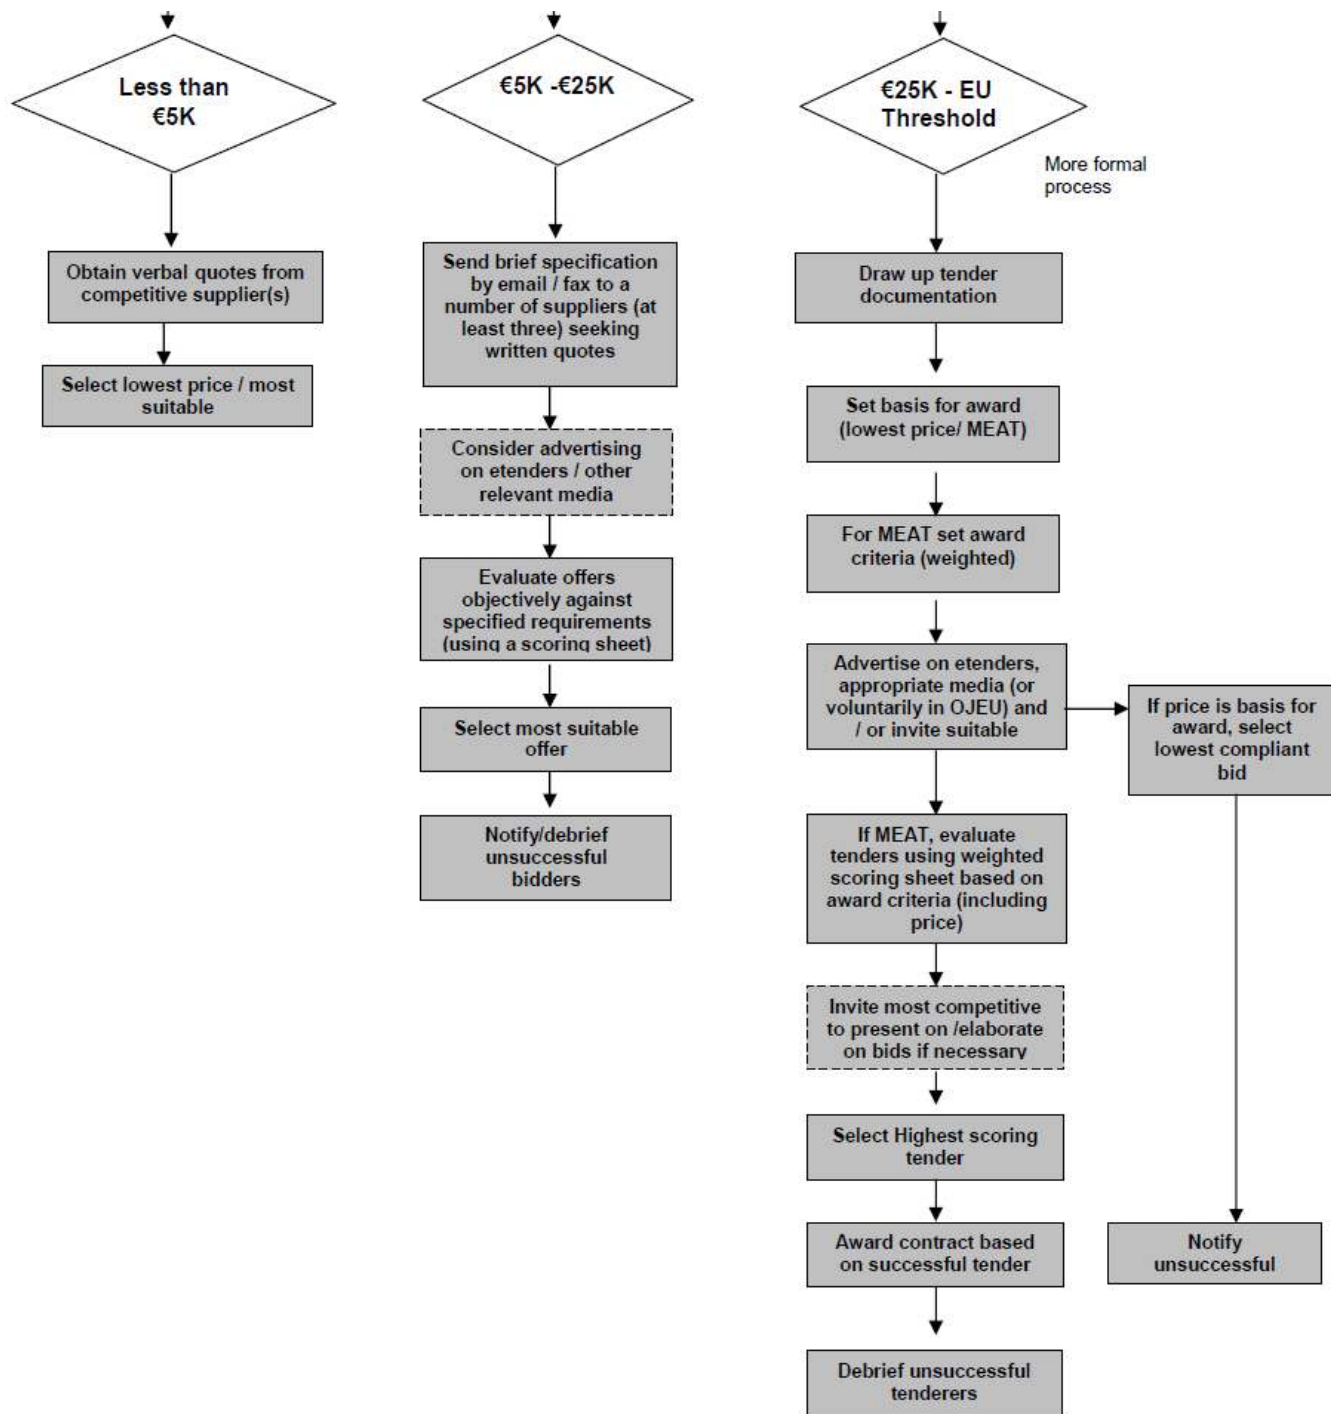 Less than
€5K
Obtain verbal quotes from
competitive supplier(s)
Select lowest price / most
suitable
€5K -€25K
Send brief specification
by email / fax to a
number of suppliers (at
least three) seeking
written quotes
Consider advertising
on etenders / other
relevant media
Evaluate offers
objectively against
specified requirements
(using a scoring sheet)
Select most suitable
offer
Notify/debrief
unsuccessful
bidders
€25K - EU
Threshold
More formal
process
Draw up tender
documentation
Set basis for award
(lowest price/ MEAT)
For MEAT set award
criteria (weighted)
Advertise on etenders,
appropriate media (or
voluntarily in OJEU) and
/ or invite suitable
If price is basis for
award, select
lowest compliant
bid
If MEAT, evaluate
tenders using weighted
scoring sheet based on
award criteria (including
price)
Invite most competitive
to present on /elaborate
on bids if necessary
Select Highest scoring
tender
Award contract based
on successful tender
Notify
unsuccessful
Debrief unsuccessful
tenderers